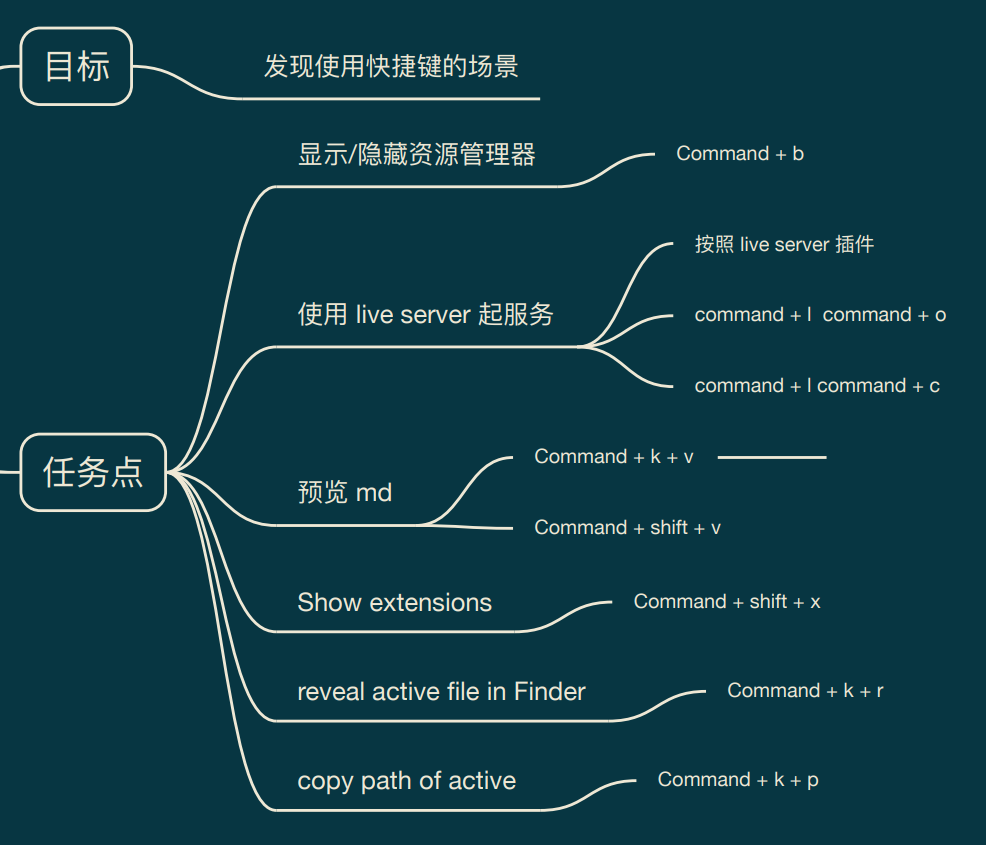 目标
发现使用快捷键的场景
任务点
显示/隐藏资源管理器
Command + b
使用 live server 起服务
按照 live server 插件
command + l  command + o
command + l command + c
预览 md
Command + k + v
Command + shift + v
Show extensions
Command + shift + x
reveal active file in Finder
Command + k + r
copy path of active
Command + k + p